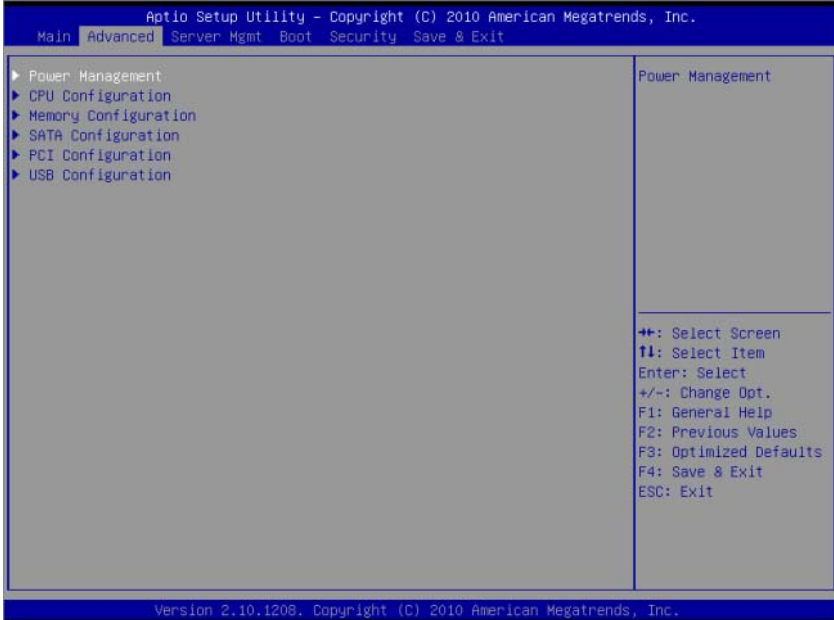 Aptio Setup Utility – Copyright (C) 2010 American Megatrends, Inc.
Main Advanced Server Mgmt Boot Security Save & Exit
▶ Power Management
▶ CPU Configuration
▶ Memory Configuration
▶ SATA Configuration
▶ PCI Configuration
▶ USB Configuration
Power Management
→←: Select Screen
↑↓: Select Item
Enter: Select
+/-: Change Opt.
F1: General Help
F2: Previous Values
F3: Optimized Defaults
F4: Save & Exit
ESC: Exit
Version 2.10.1208. Copyright (C) 2010 American Megatrends, Inc.